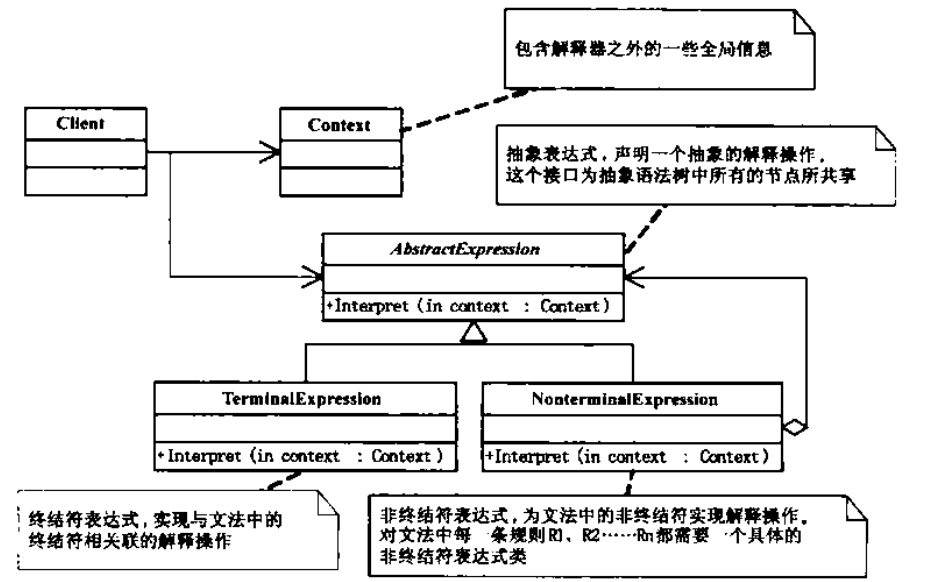 包含解释器之外的一些全局信息
Client
Context
抽象表达式，声明一个抽象的解释操作，
这个接口为抽象语法树中所有的节点所共享
AbstractExpression
+Interpret (in context : Context)
TerminalExpression
NonterminalExpression
+Interpret (in context : Context)
+Interpret (in context : Context)
终结符表达式，实现与文法中的
终结符相关联的解释操作
非终结符表达式，为文法中的非终结符实现解释操作。
对文法中每 条规则R1、R2……Rn都需要 个具体的
非终结符表达式类